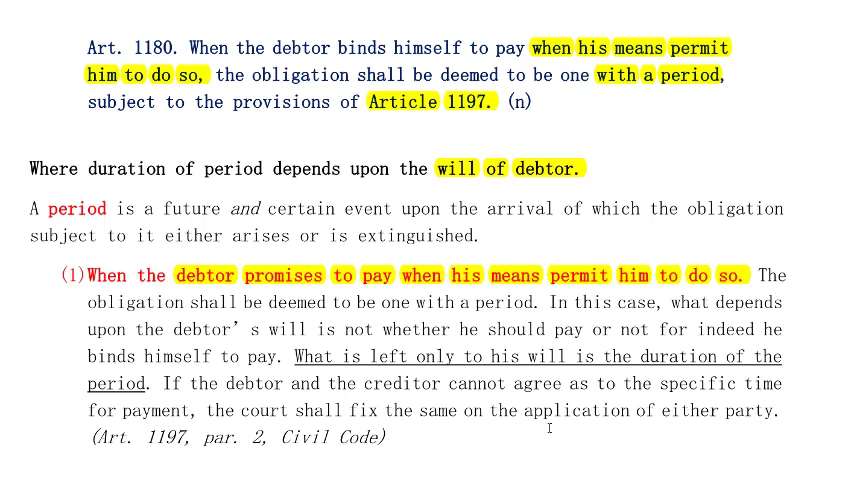 Art. 1180. When the debtor binds himself to pay when his means permit
him to do so, the obligation shall be deemed to be one with a period,
subject to the provisions of Article 1197. (n)
Where duration of period depends upon the will of debtor.
A period is a future and certain event upon the arrival of which the obligation
subject to it either arises or is extinguished.
(1)When the debtor promises to pay when his means permit him to do so. The
obligation shall be deemed to be one with a period. In this case, what depends
upon the debtor's will is not whether he should pay or not for indeed he
binds himself to pay. What is left only to his will is the duration of the
period. If the debtor and the creditor cannot agree as to the specific time
for payment, the court shall fix the same on the application of either party.
(Art. 1197, par. 2, Civil Code)